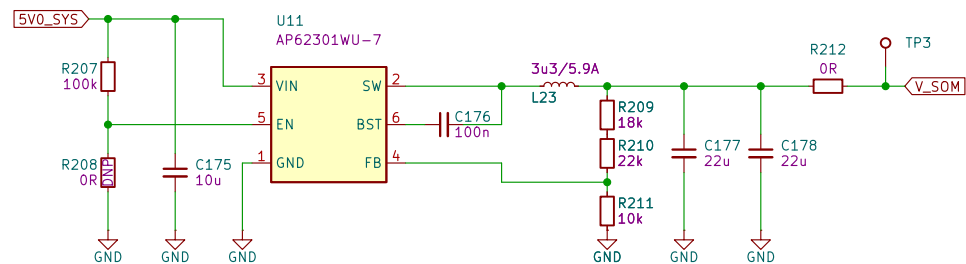 5V0_SYS
U11
AP62301WU-7
R207
100k
R208
0R
DNP
C175
10u
3
VIN
5
EN
1
GND
SW
2
BST
6
FB
4
C176
100n
3u3/5.9A
L23
R209
18k
R210
22k
R211
10k
C177
22u
C178
22u
R212
0R
TP3
V_SOM
GND
GND
GND
GND
GND
GND